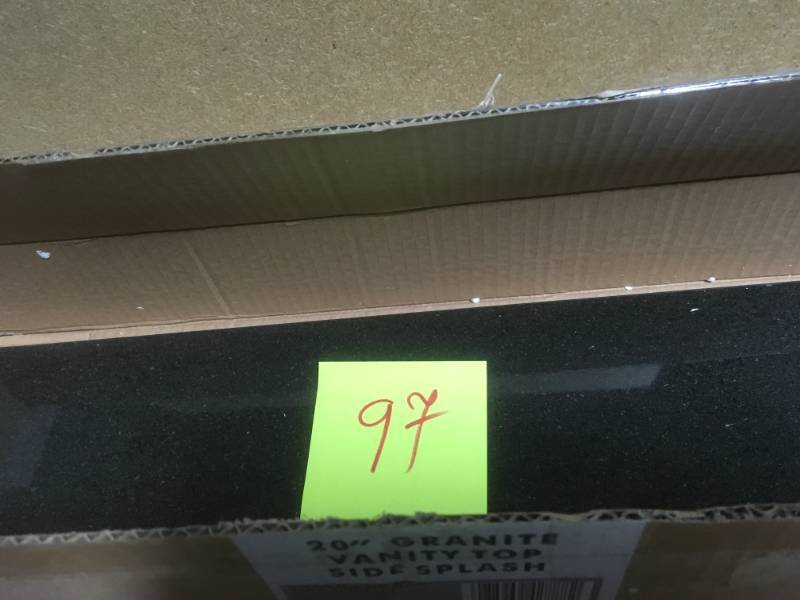 97
20" GRANITE
VANITY TOP
SIDE SPLASH